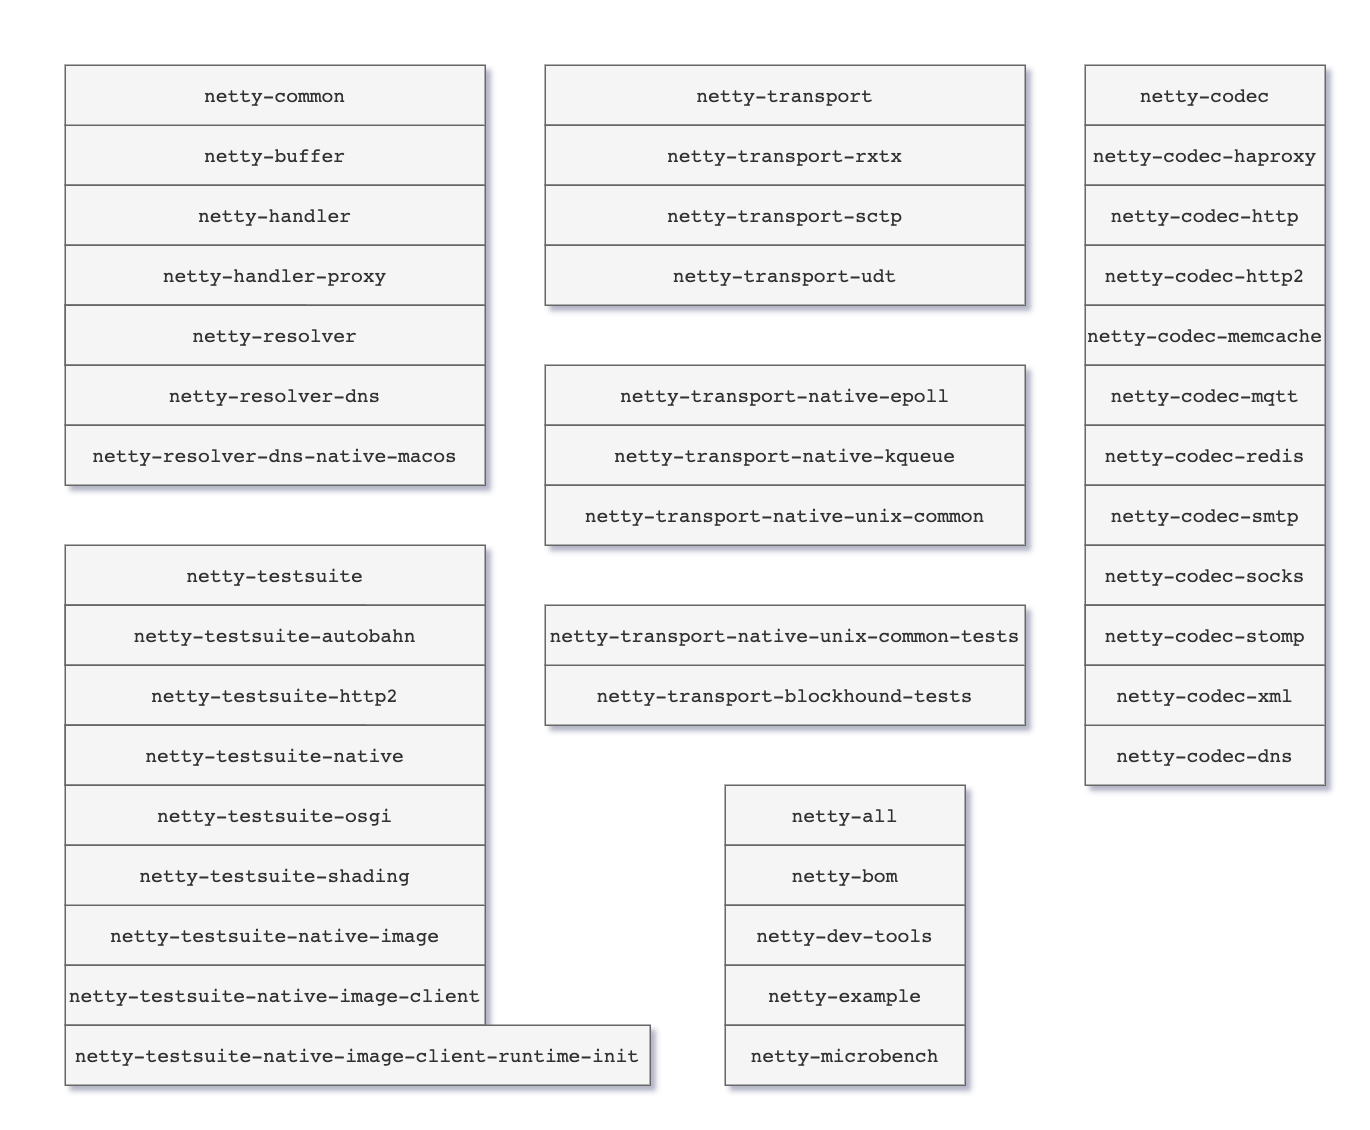 netty-common
netty-buffer
netty-handler
netty-handler-proxy
netty-resolver
netty-resolver-dns
netty-resolver-dns-native-macos
netty-testsuite
netty-testsuite-autobahn
netty-testsuite-http2
netty-testsuite-native
netty-testsuite-osgi
netty-testsuite-shading
netty-testsuite-native-image
netty-testsuite-native-image-client
netty-testsuite-native-image-client-runtime-init
netty-transport
netty-transport-rxtx
netty-transport-sctp
netty-transport-udt
netty-transport-native-epoll
netty-transport-native-kqueue
netty-transport-native-unix-common
netty-transport-native-unix-common-tests
netty-transport-blockhound-tests
netty-all
netty-bom
netty-dev-tools
netty-example
netty-microbench
netty-codec
netty-codec-haproxy
netty-codec-http
netty-codec-http2
netty-codec-memcache
netty-codec-mqtt
netty-codec-redis
netty-codec-smtp
netty-codec-socks
netty-codec-stomp
netty-codec-xml
netty-codec-dns